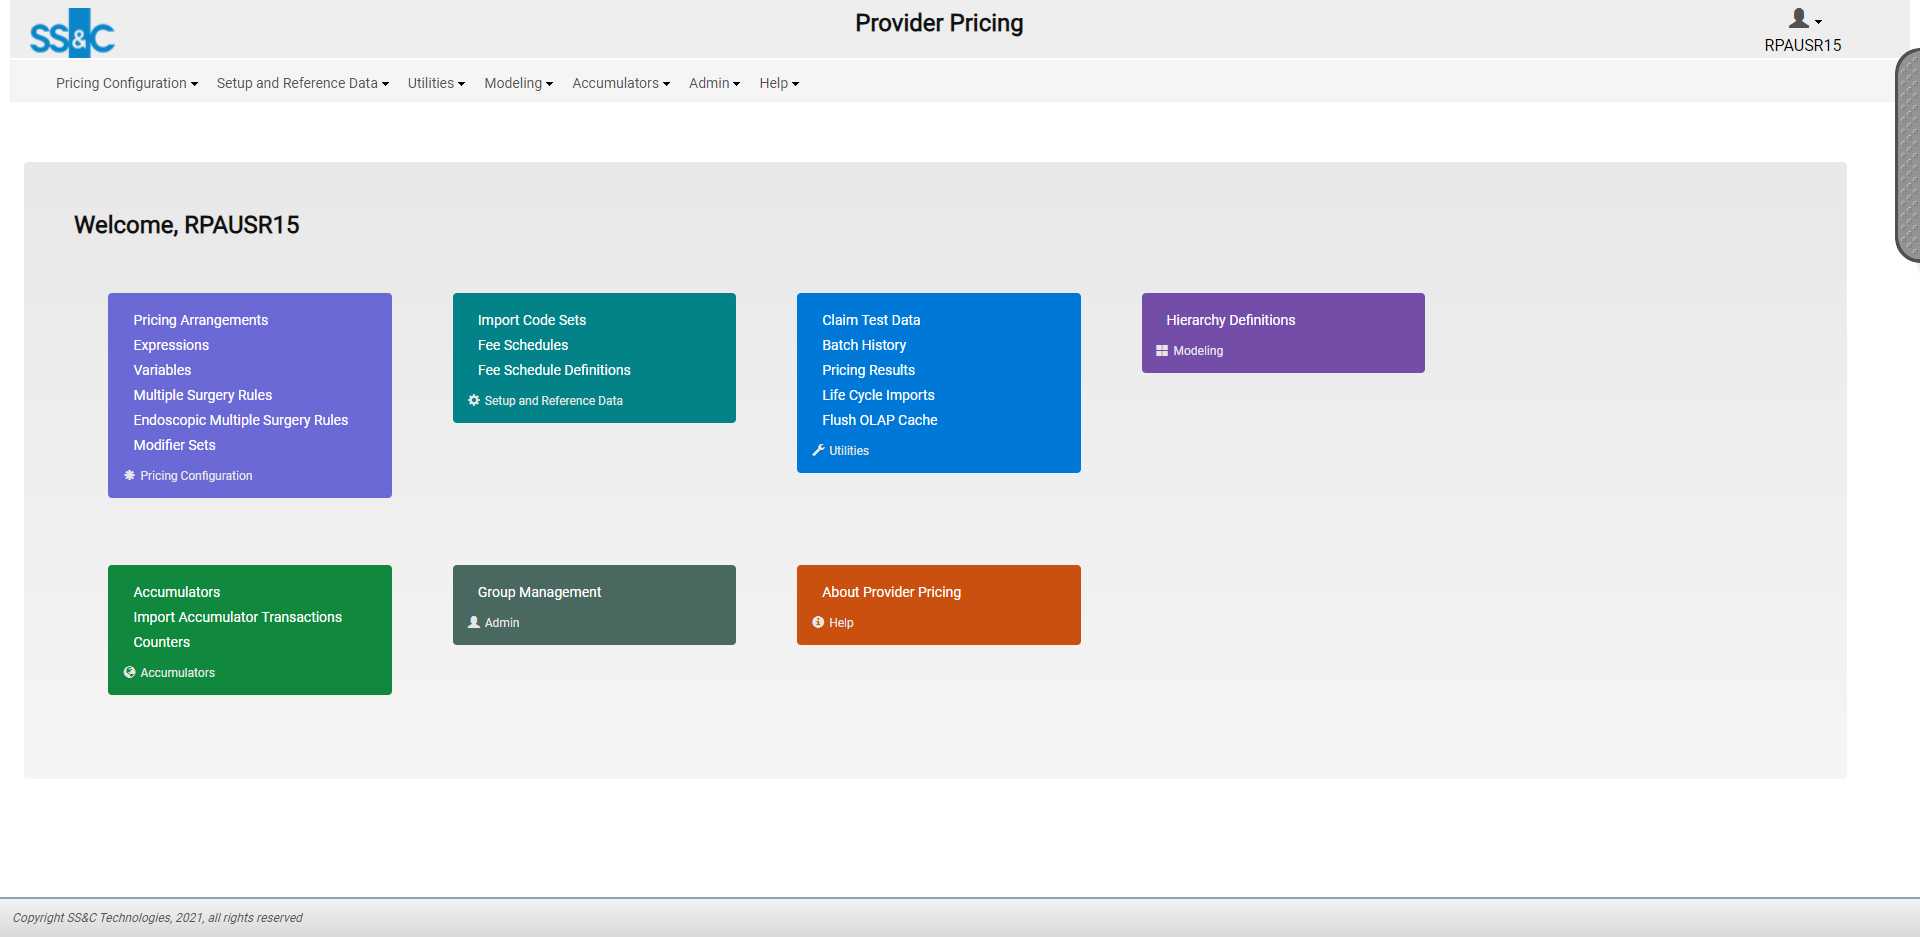 SS&C
Provider Pricing
RPAUSR15
Pricing Configuration Setup and Reference Data Utilities Modeling Accumulators Admin Help
Welcome, RPAUSR15
Pricing Arrangements
Expressions
Variables
Multiple Surgery Rules
Endoscopic Multiple Surgery Rules
Modifier Sets
Pricing Configuration
Import Code Sets
Fee Schedules
Fee Schedule Definitions
Setup and Reference Data
Claim Test Data
Batch History
Pricing Results
Life Cycle Imports
Flush OLAP Cache
Utilities
Hierarchy Definitions
Modeling
Accumulators
Import Accumulator Transactions
Counters
Accumulators
Group Management
Admin
About Provider Pricing
Help
Copyright SS&C Technologies, 2021, all rights reserved